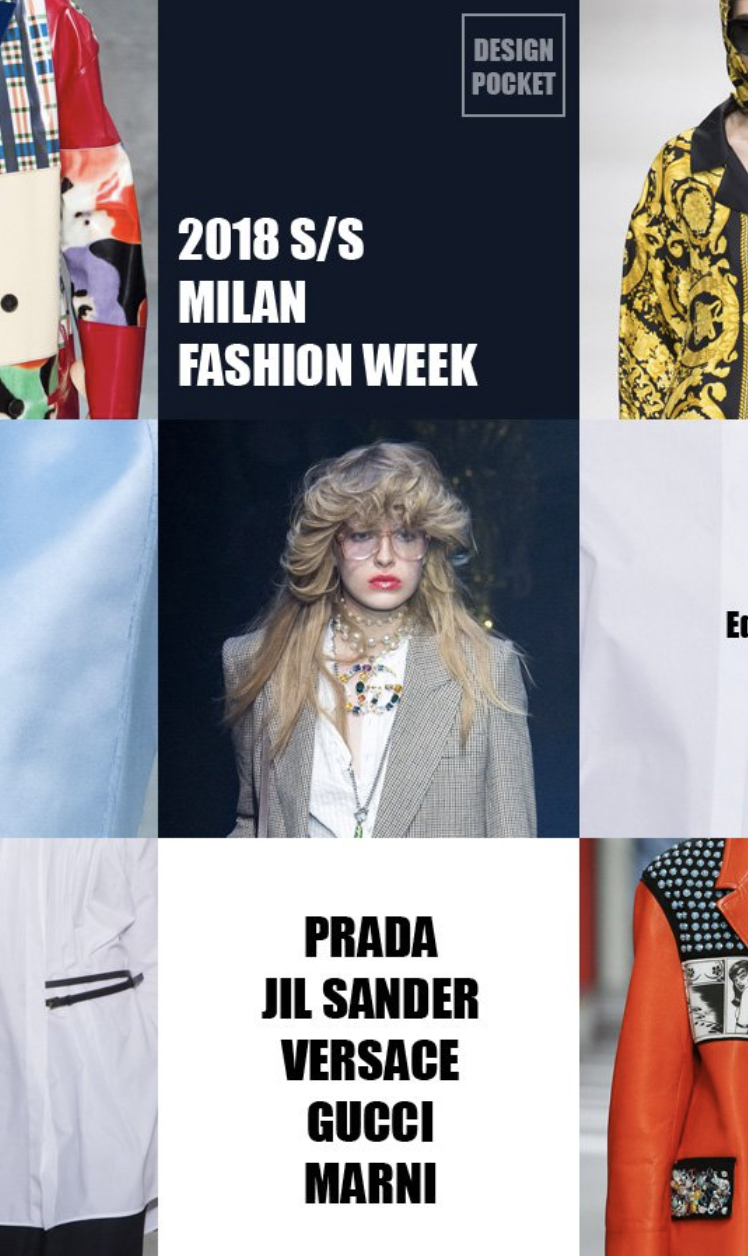 DESIGN
POCKET
2018 S/S
MILAN
FASHION WEEK
PRADA
JIL SANDER
VERSACE
GUCCI
MARNI